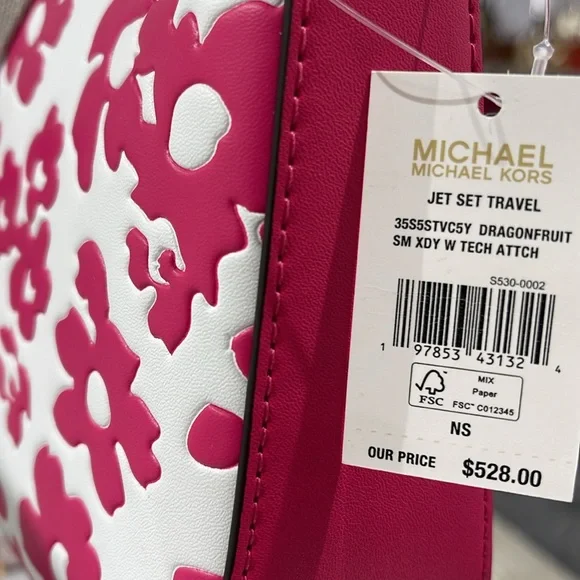 MICHAEL
MICHAEL KORS
JET SET TRAVEL
35S5STVC5Y DRAGONFRUIT
SM XDY W TECH ATTCH
S530-0002
1 97853 43132 4
FSC
MIX
Paper
FSC™ C012345
NS
OUR PRICE $528.00